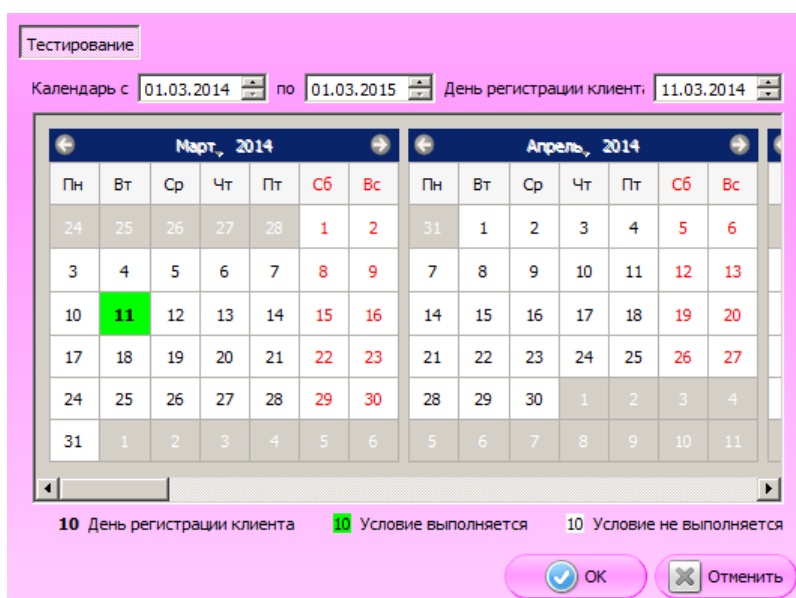 Тестирование
Календарь с 01.03.2014 по 01.03.2015 День регистрации клиента 11.03.2014
Март, 2014 Апрель, 2014
Пн Вт Ср Чт Пт Сб Вс Пн Вт Ср Чт Пт Сб Вс
24 25 26 27 28 1 2 31 1 2 3 4 5 6
3 4 5 6 7 8 9 7 8 9 10 11 12 13
10 11 12 13 14 15 16 14 15 16 17 18 19 20
17 18 19 20 21 22 23 21 22 23 24 25 26 27
24 25 26 27 28 29 30 28 29 30 1 2 3 4
31 1 2 3 4 5 6 5 6 7 8 9 10 11
10 День регистрации клиента 10 Условие выполняется 10 Условие не выполняется
ОК Отменить